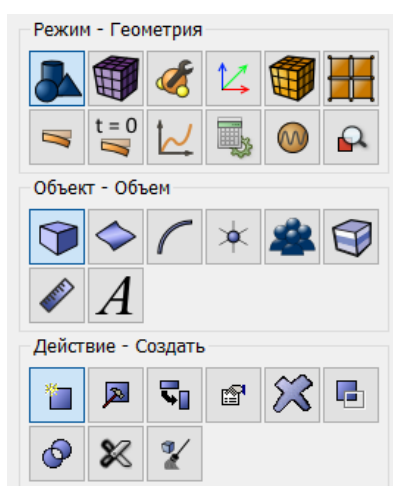 Режим - Геометрия
t = 0
Объект - Объем
A
Действие - Создать